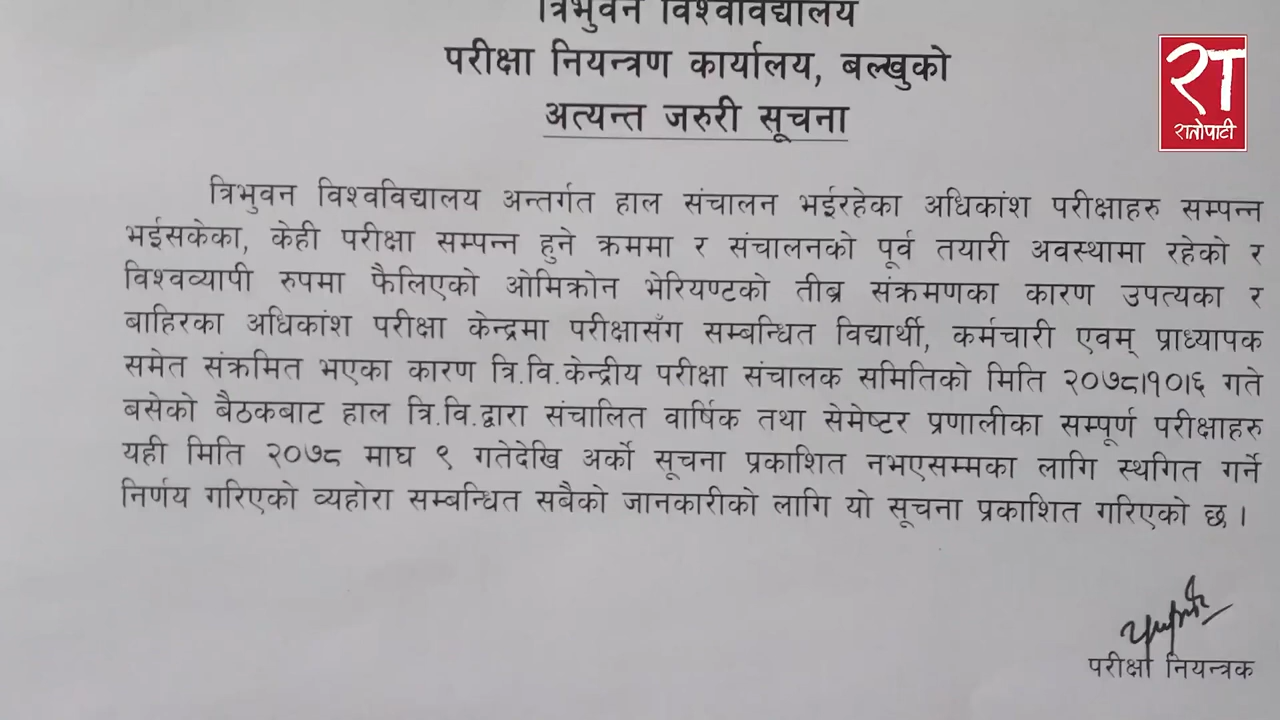 त्रिभुवन विश्वविद्यालय
परीक्षा नियन्त्रण कार्यालय, बल्खुको
अत्यन्त जरुरी सूचना
रा
रातोपाटी
त्रिभुवन विश्वविद्यालय अन्तर्गत हाल संचालन भईरहेका अधिकांश परीक्षाहरु सम्पन्न
भईसकेका, केही परीक्षा सम्पन्न हुने क्रममा र संचालनको पूर्व तयारी अवस्थामा रहेको र
विश्वव्यापी रुपमा फैलिएको ओमिक्रोन भेरियण्टको तीब्र संक्रमणका कारण उपत्यका र
बाहिरका अधिकांश परीक्षा केन्द्रमा परीक्षासँग सम्बन्धित विद्यार्थी, कर्मचारी एवम् प्राध्यापक
समेत संक्रमित भएका कारण त्रि.वि.केन्द्रीय परीक्षा संचालक समितिको मिति २०७८।१०।६ गते
बसेको बैठकबाट हाल त्रि.वि.द्वारा संचालित वार्षिक तथा सेमेष्टर प्रणालीका सम्पूर्ण परीक्षाहरु
यही मिति २०७८ माघ ९ गतेदेखि अर्को सूचना प्रकाशित नभएसम्मका लागि स्थगित गर्ने
निर्णय गरिएको व्यहोरा सम्बन्धित सबैको जानकारीको लागि यो सूचना प्रकाशित गरिएको छ।
परीक्षा नियन्त्रक